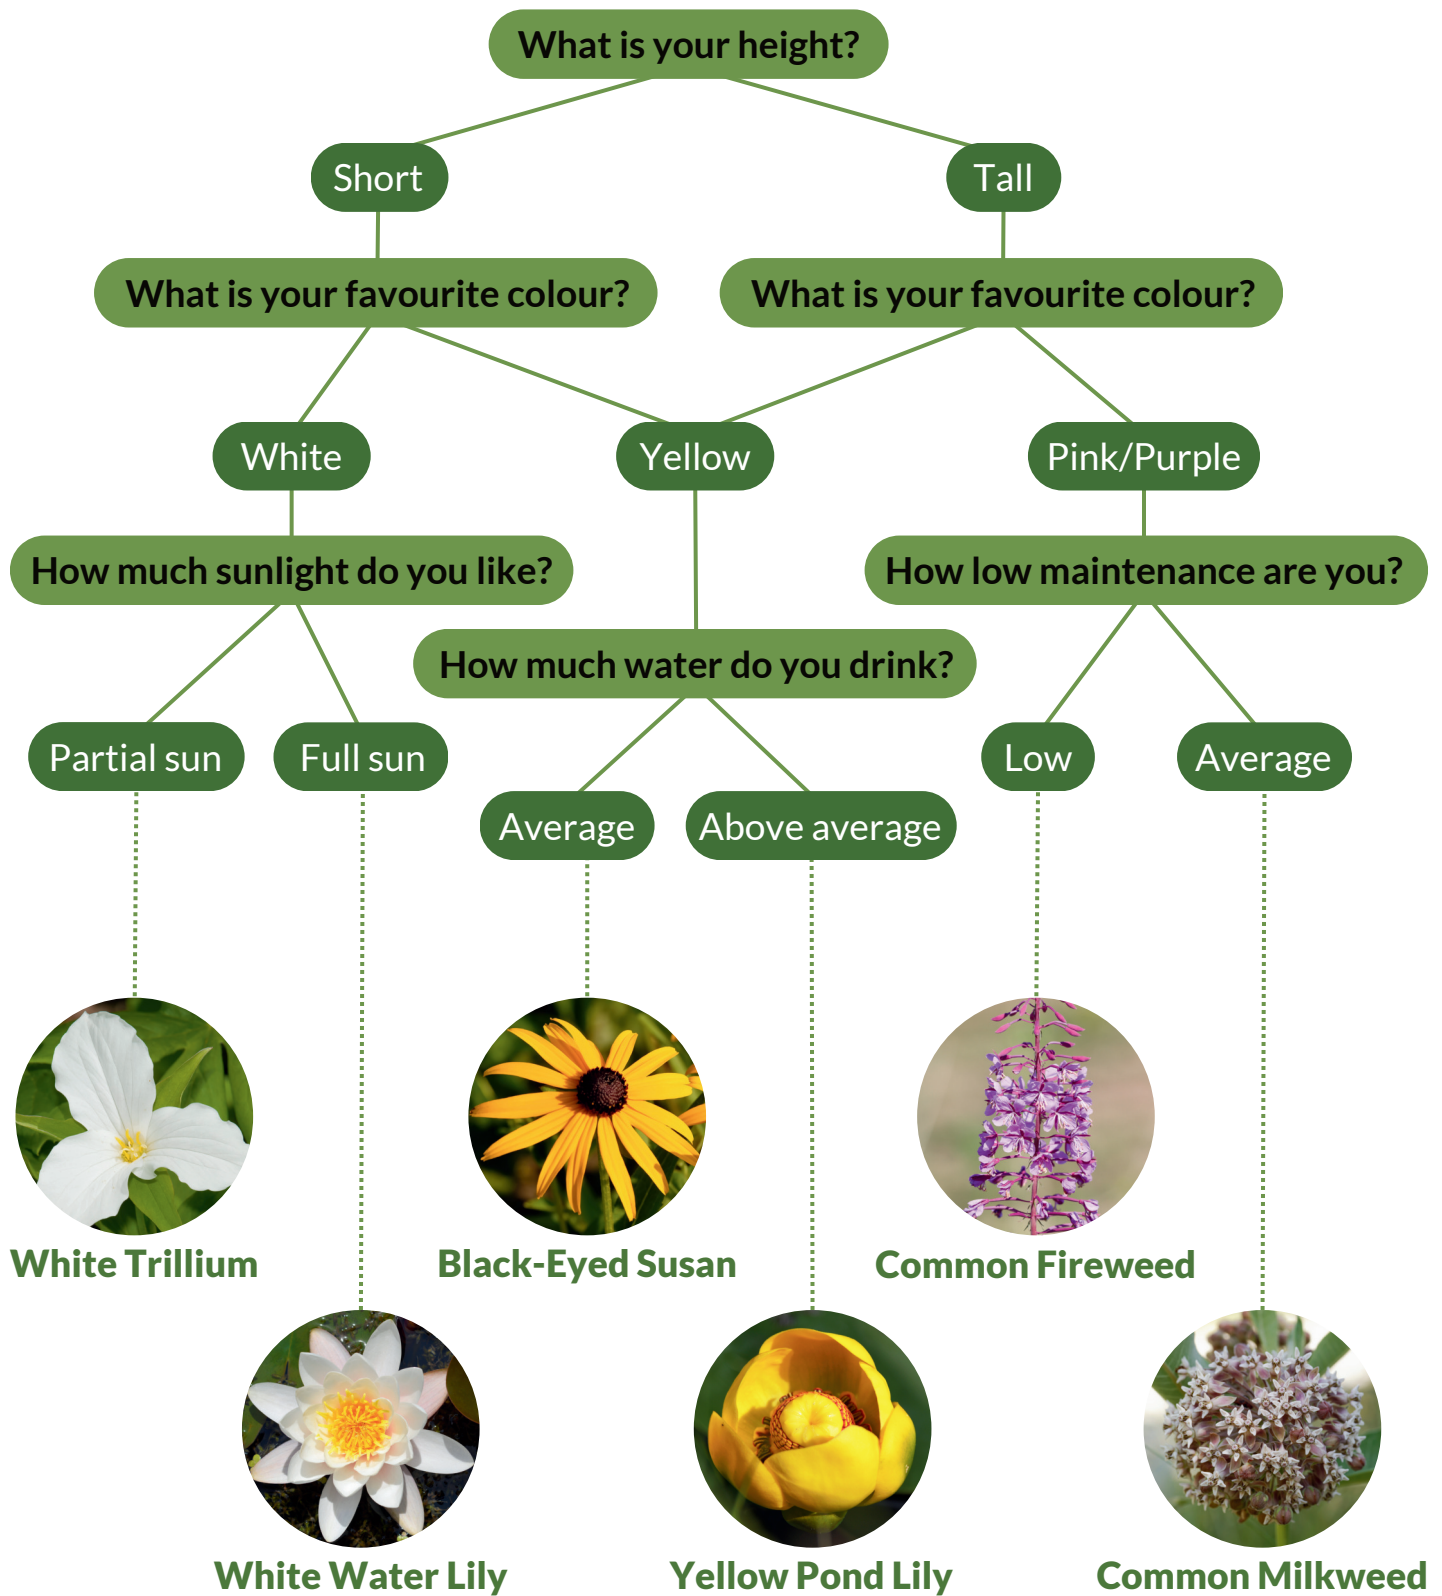 What is your height?
Short
Tall
What is your favourite colour?
What is your favourite colour?
White
Yellow
Pink/Purple
How much sunlight do you like?
How low maintenance are you?
How much water do you drink?
Partial sun
Full sun
Low
Average
Average
Above average
White Trillium
Black-Eyed Susan
Common Fireweed
White Water Lily
Yellow Pond Lily
Common Milkweed